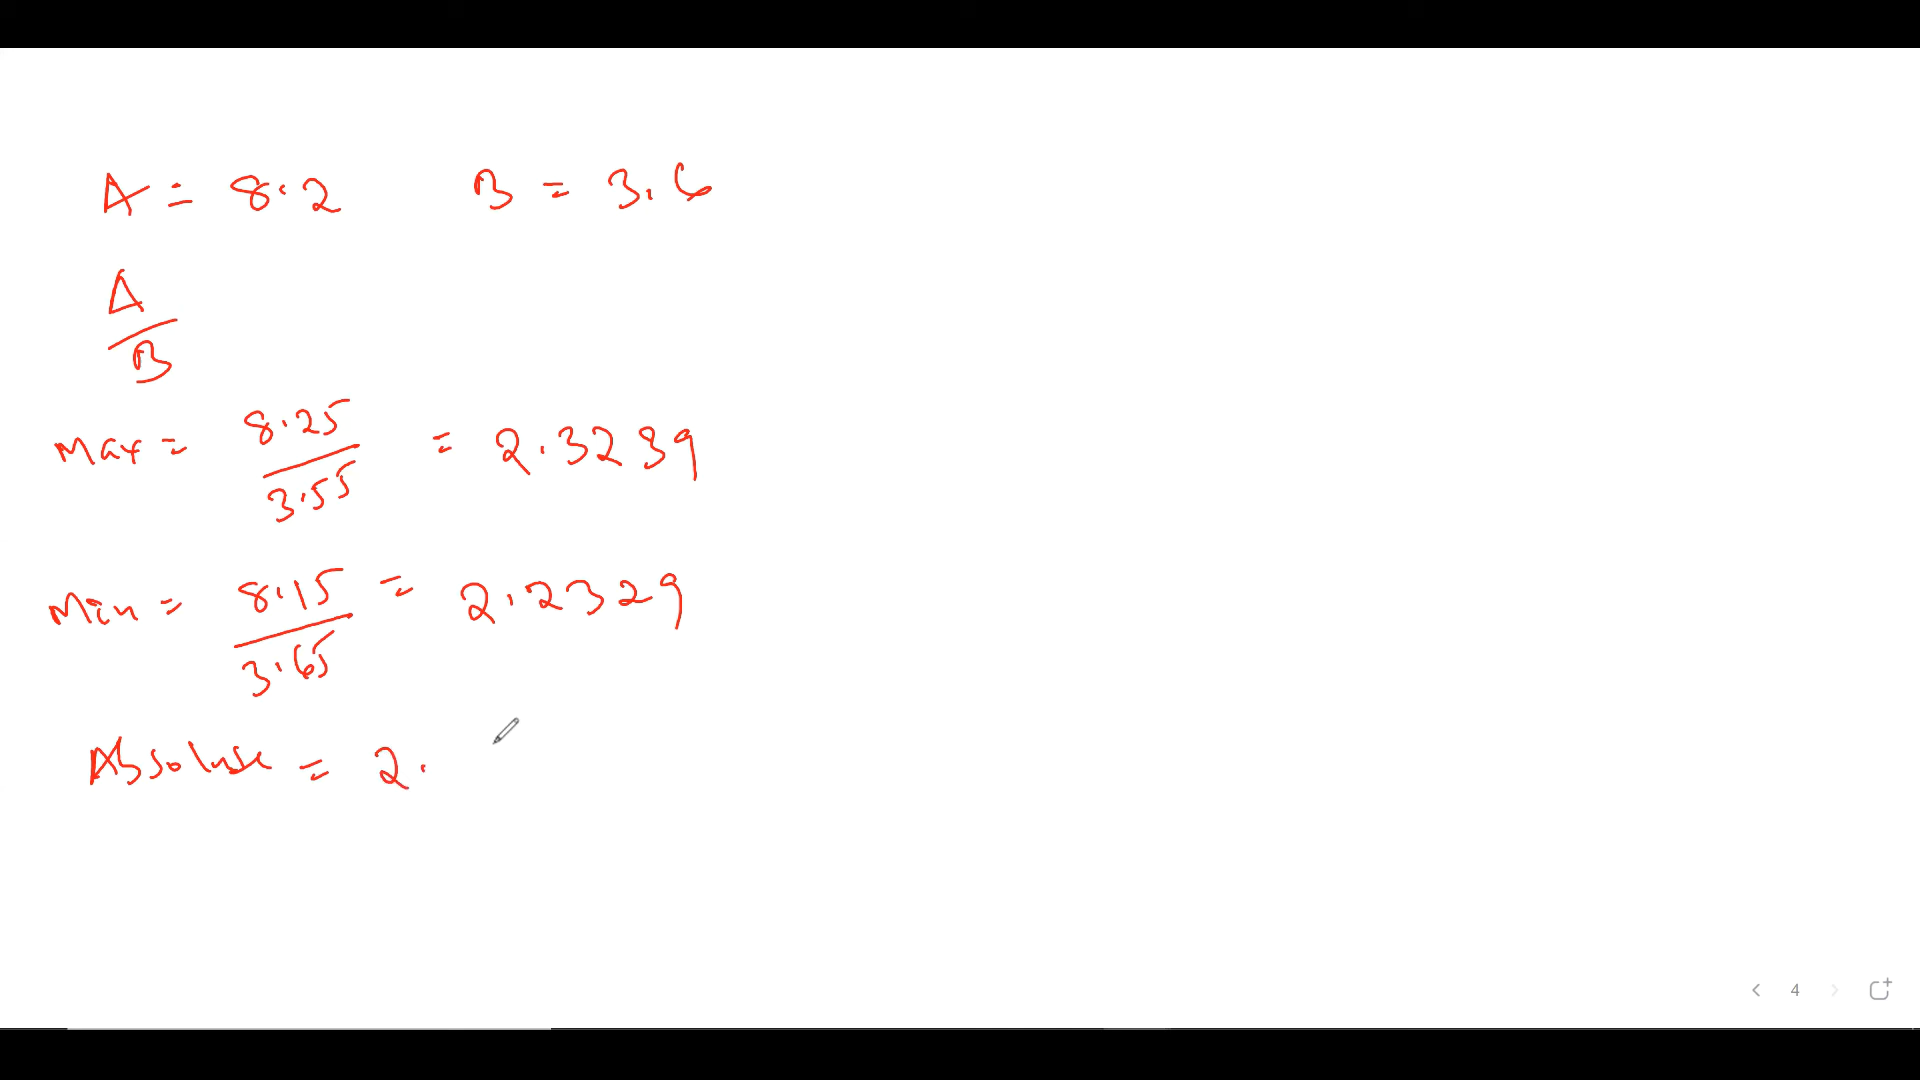 A = 8.2 B = 3.6
A
B
Max = 8.25 = 2.3239
3.55
Min = 8.15 = 2.2329
3.65
Absolute = 2.
4